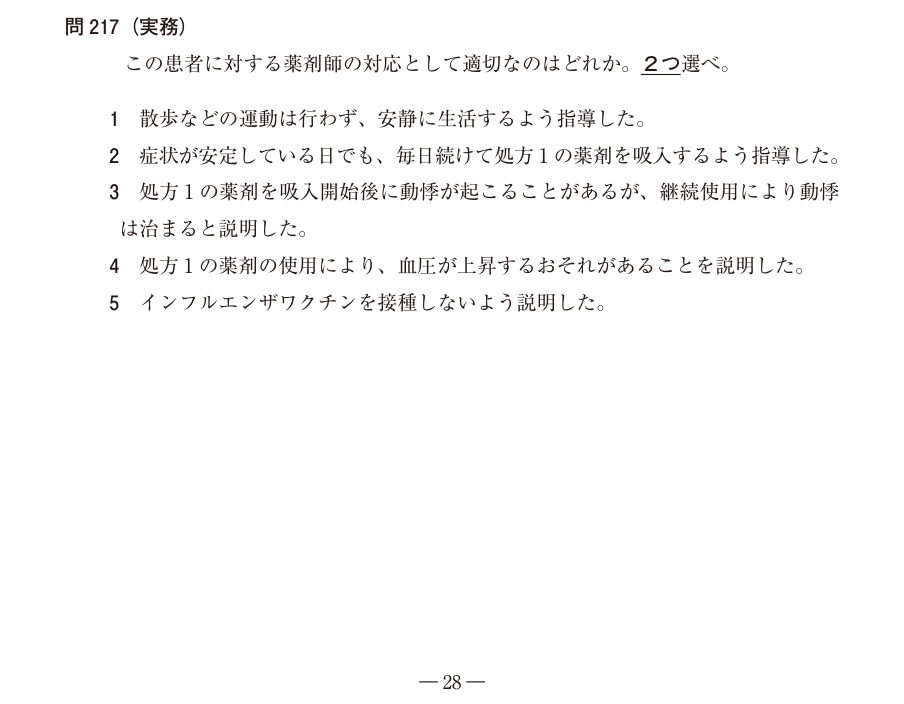 問 217（実務）
この患者に対する薬剤師の対応として適切なのはどれか。２つ選べ。
1　散歩などの運動は行わず、安静に生活するよう指導した。
2　症状が安定している日でも、毎日続けて処方１の薬剤を吸入するよう指導した。
3　処方１の薬剤を吸入開始後に動悸が起こることがあるが、継続使用により動悸
は治まると説明した。
4　処方１の薬剤の使用により、血圧が上昇するおそれがあることを説明した。
5　インフルエンザワクチンを接種しないよう説明した。
― 28 ―